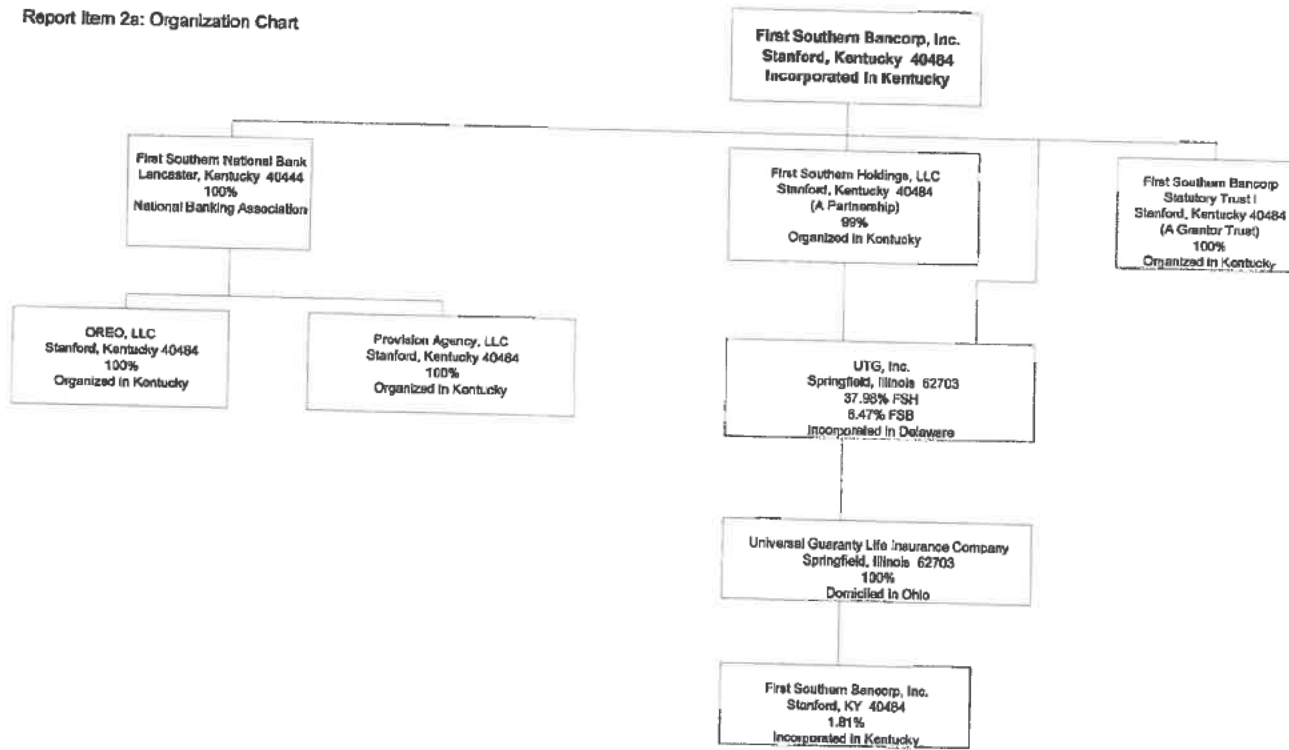 Report Item 2a: Organization Chart
First Southern Bancorp, Inc.
Stanford, Kentucky 40484
Incorporated in Kentucky
First Southern National Bank
Lancaster, Kentucky 40444
100%
National Banking Association
First Southern Holdings, LLC
Stanford, Kentucky 40484
(A Partnership)
99%
Organized in Kentucky
First Southern Bancorp
Statutory Trust I
Stanford, Kentucky 40484
(A Grantor Trust)
100%
Organized in Kentucky
OREO, LLC
Stanford, Kentucky 40484
100%
Organized in Kentucky
Provision Agency, LLC
Stanford, Kentucky 40484
100%
Organized in Kentucky
UTG, Inc.
Springfield, Illinois 62703
37.98% FSH
6.47% FSB
Incorporated in Delaware
Universal Guaranty Life Insurance Company
Springfield, Illinois 62703
100%
Domiciled in Ohio
First Southern Bancorp, Inc.
Stanford, KY 40484
1.81%
Incorporated in Kentucky